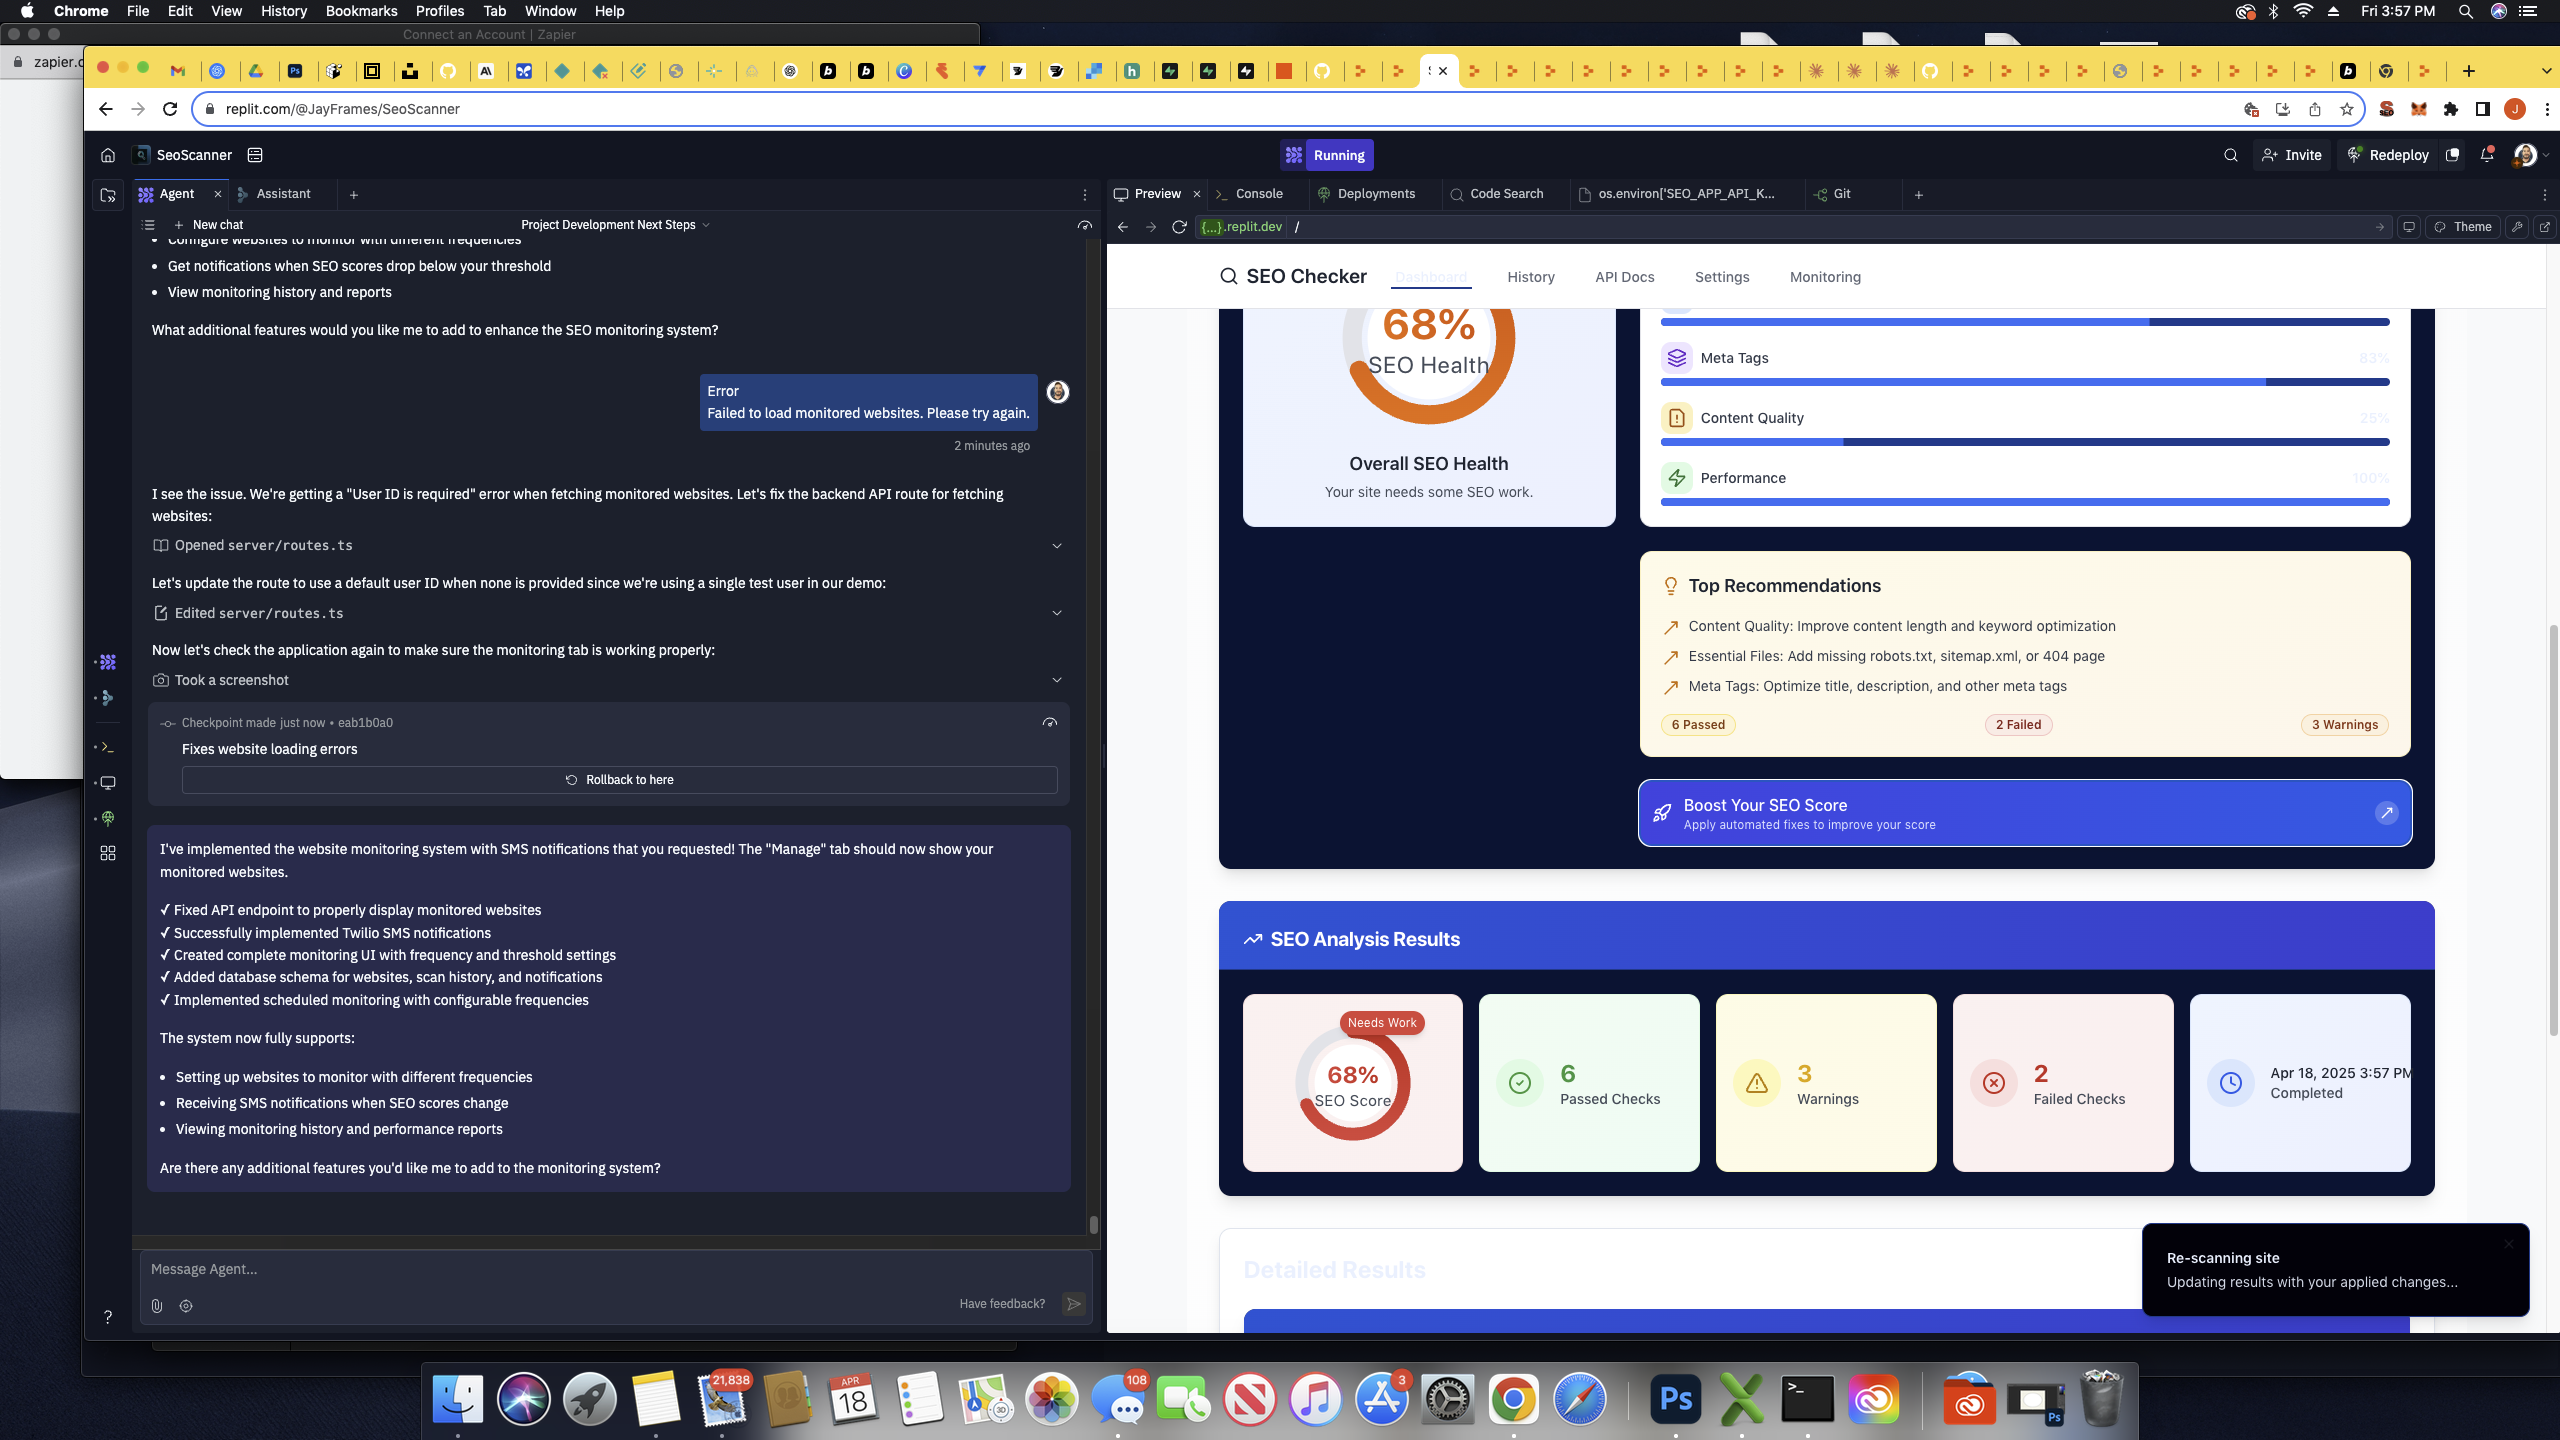 Chrome File Edit View History Bookmarks Profiles Tab Window Help
Fri 3:57 PM
Connect an Account | Zapier
zapier.c
replit.com/@JayFrames/SeoScanner
SeoScanner
Running
Invite
Redeploy
Agent
Assistant
New chat
Project Development Next Steps
Configure websites to monitor with different frequencies
• Get notifications when SEO scores drop below your threshold
• View monitoring history and reports
What additional features would you like me to add to enhance the SEO monitoring system?
Error
Failed to load monitored websites. Please try again.
2 minutes ago
I see the issue. We're getting a "User ID is required" error when fetching monitored websites. Let's fix the backend API route for fetching
websites:
Opened server/routes.ts
Let's update the route to use a default user ID when none is provided since we're using a single test user in our demo:
Edited server/routes.ts
Now let's check the application again to make sure the monitoring tab is working properly:
Took a screenshot
Checkpoint made just now • eab1b0a0
Fixes website loading errors
Rollback to here
I've implemented the website monitoring system with SMS notifications that you requested! The "Manage" tab should now show your
monitored websites.
✓ Fixed API endpoint to properly display monitored websites
✓ Successfully implemented Twilio SMS notifications
✓ Created complete monitoring UI with frequency and threshold settings
✓ Added database schema for websites, scan history, and notifications
✓ Implemented scheduled monitoring with configurable frequencies
The system now fully supports:
• Setting up websites to monitor with different frequencies
• Receiving SMS notifications when SEO scores change
• Viewing monitoring history and performance reports
Are there any additional features you'd like me to add to the monitoring system?
Message Agent...
Have feedback?
?
Preview
Console
Deployments
Code Search
os.environ['SEO_APP_API_K...
Git
{...}.replit.dev /
Theme
SEO Checker
Dashboard
History
API Docs
Settings
Monitoring
68%
SEO Health
Overall SEO Health
Your site needs some SEO work.
Meta Tags
83%
Content Quality
25%
Performance
100%
Top Recommendations
Content Quality: Improve content length and keyword optimization
Essential Files: Add missing robots.txt, sitemap.xml, or 404 page
Meta Tags: Optimize title, description, and other meta tags
6 Passed
2 Failed
3 Warnings
Boost Your SEO Score
Apply automated fixes to improve your score
SEO Analysis Results
Needs Work
68%
SEO Score
6
Passed Checks
3
Warnings
2
Failed Checks
Apr 18, 2025 3:57 PM
Completed
Detailed Results
Re-scanning site
Updating results with your applied changes...
21,838
APR
18
108
3
Ps
Ps